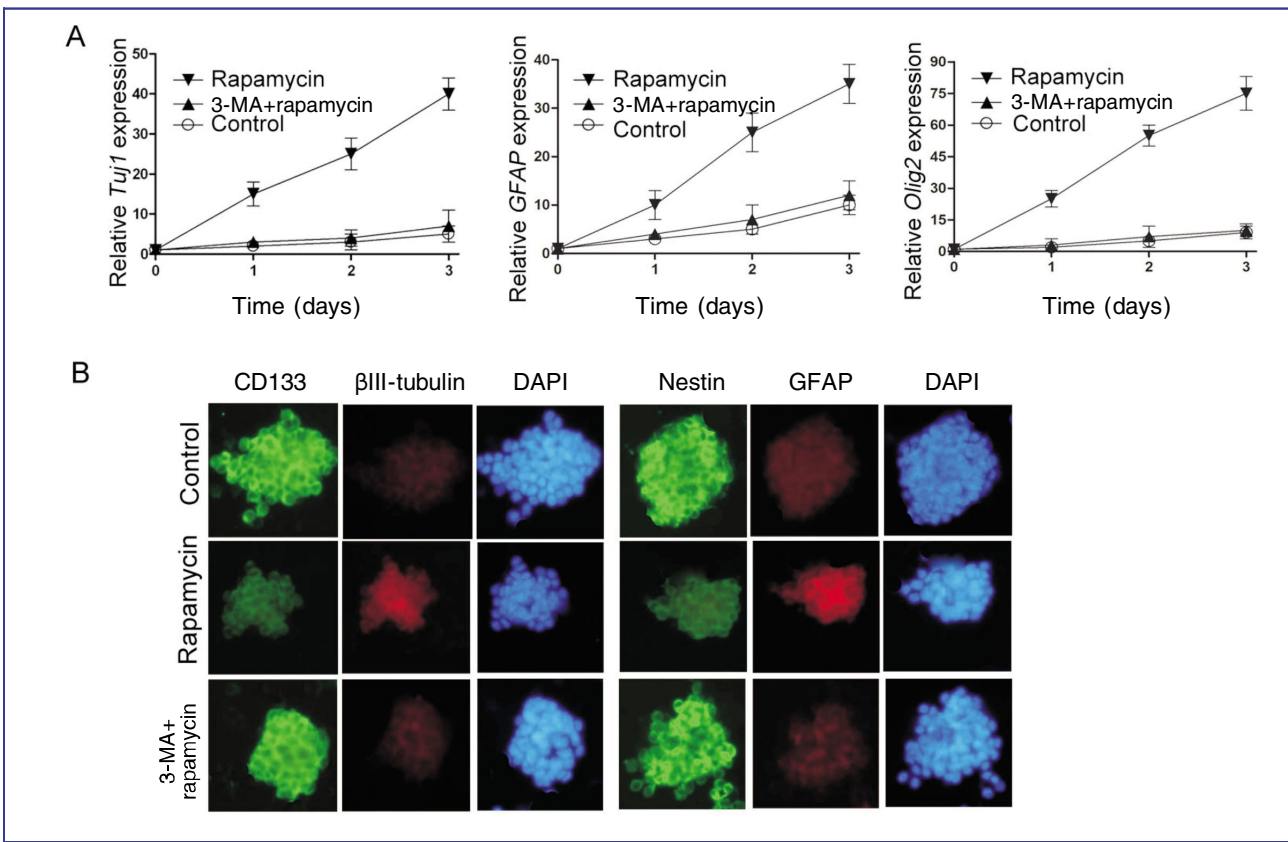 A
Relative Tuj1 expression
50
40
30
20
10
0
Rapamycin
3-MA+rapamycin
Control
0 1 2 3
Time (days)
Relative GFAP expression
40
30
20
10
0
Rapamycin
3-MA+rapamycin
Control
0 1 2 3
Time (days)
Relative Olig2 expression
90
75
60
45
30
15
0
Rapamycin
3-MA+rapamycin
Control
0 1 2 3
Time (days)
B
CD133 βIII-tubulin DAPI Nestin GFAP DAPI
Control
Rapamycin
3-MA+
rapamycin